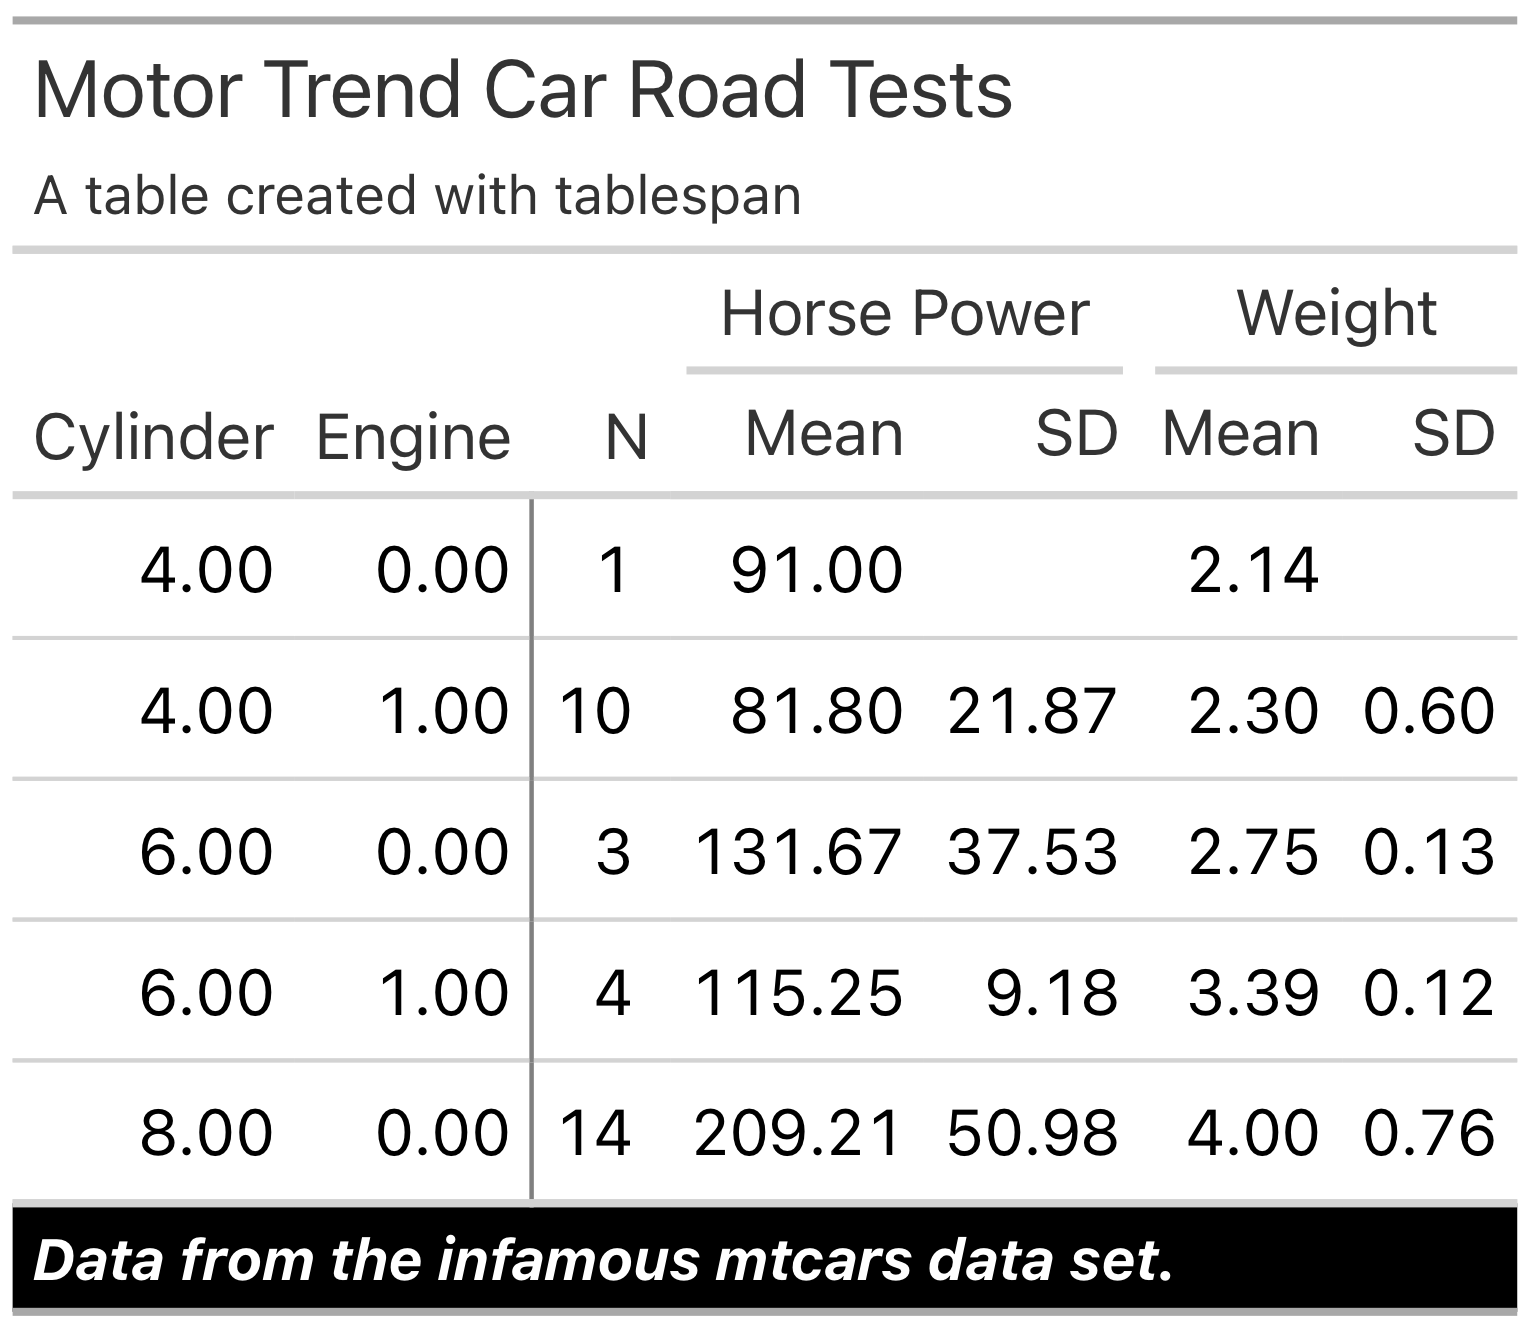 Motor Trend Car Road Tests
A table created with tablespan
Horse Power Weight
Cylinder Engine N Mean SD Mean SD
4.00 0.00 1 91.00 2.14
4.00 1.00 10 81.80 21.87 2.30 0.60
6.00 0.00 3 131.67 37.53 2.75 0.13
6.00 1.00 4 115.25 9.18 3.39 0.12
8.00 0.00 14 209.21 50.98 4.00 0.76
Data from the infamous mtcars data set.